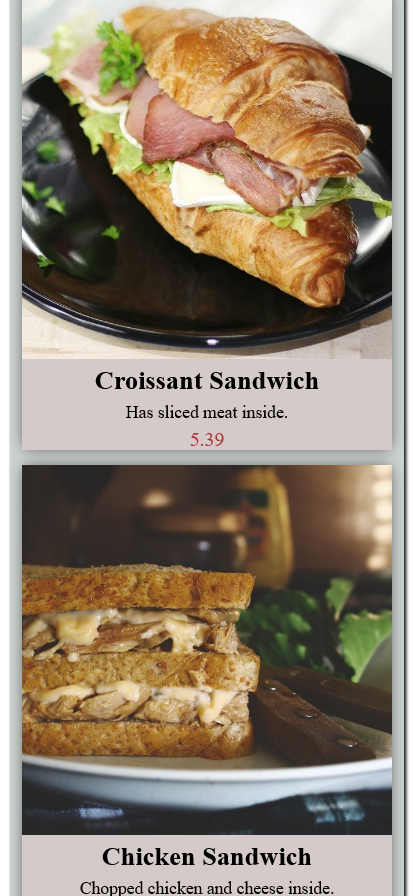 Croissant Sandwich
Has sliced meat inside.
5.39
Chicken Sandwich
Chopped chicken and cheese inside.